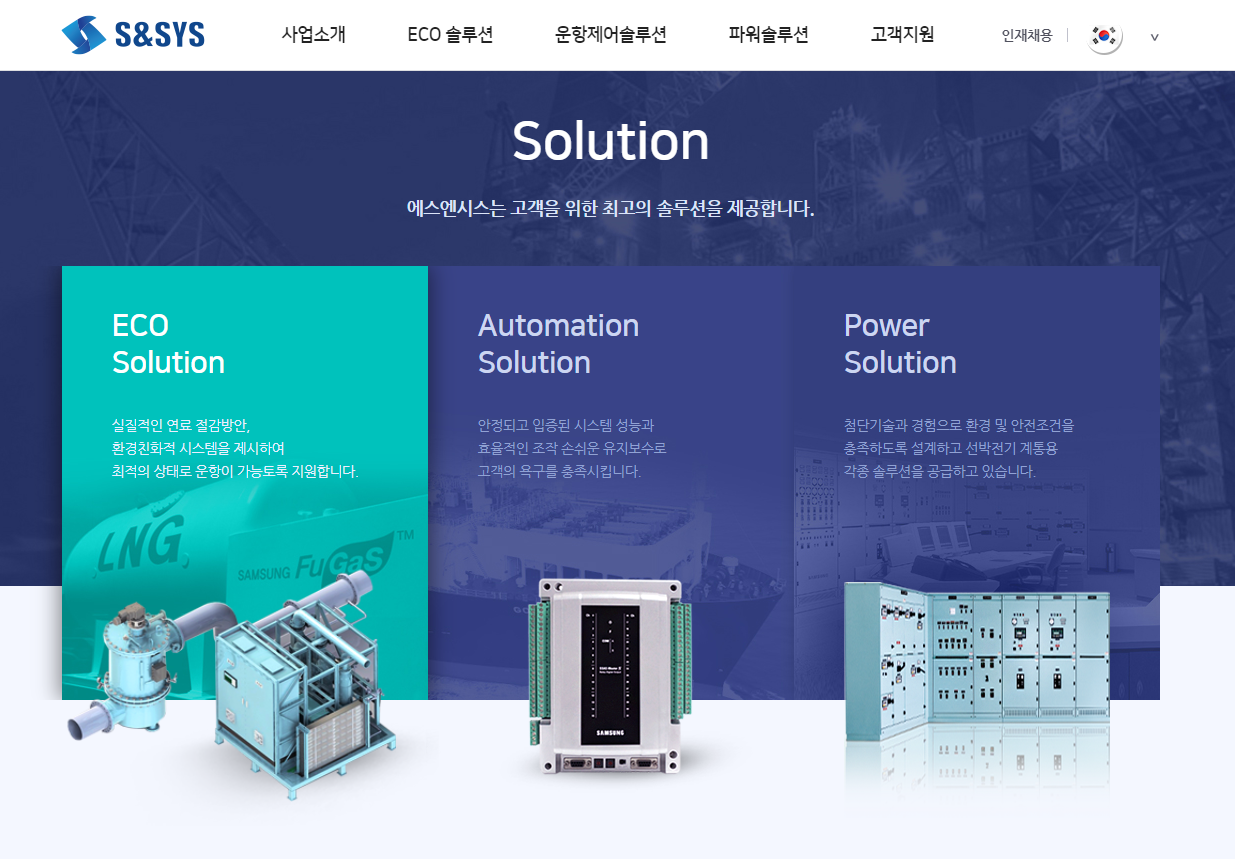 S&SYS
사업소개
ECO 솔루션
운항제어솔루션
파워솔루션
고객지원
인재채용
Solution
에스엔시스는 고객을 위한 최고의 솔루션을 제공합니다.
ECO
Solution
실질적인 연료 절감방안,
환경친화적 시스템을 제시하여
최적의 상태로 운항이 가능토록 지원합니다.
LNG
SAMSUNG FuGaS™
Automation
Solution
안정되고 입증된 시스템 성능과
효율적인 조작 손쉬운 유지보수로
고객의 욕구를 충족시킵니다.
SAMSUNG
Power
Solution
첨단기술과 경험으로 환경 및 안전조건을
충족하도록 설계하고 선박전기 계통용
각종 솔루션을 공급하고 있습니다.